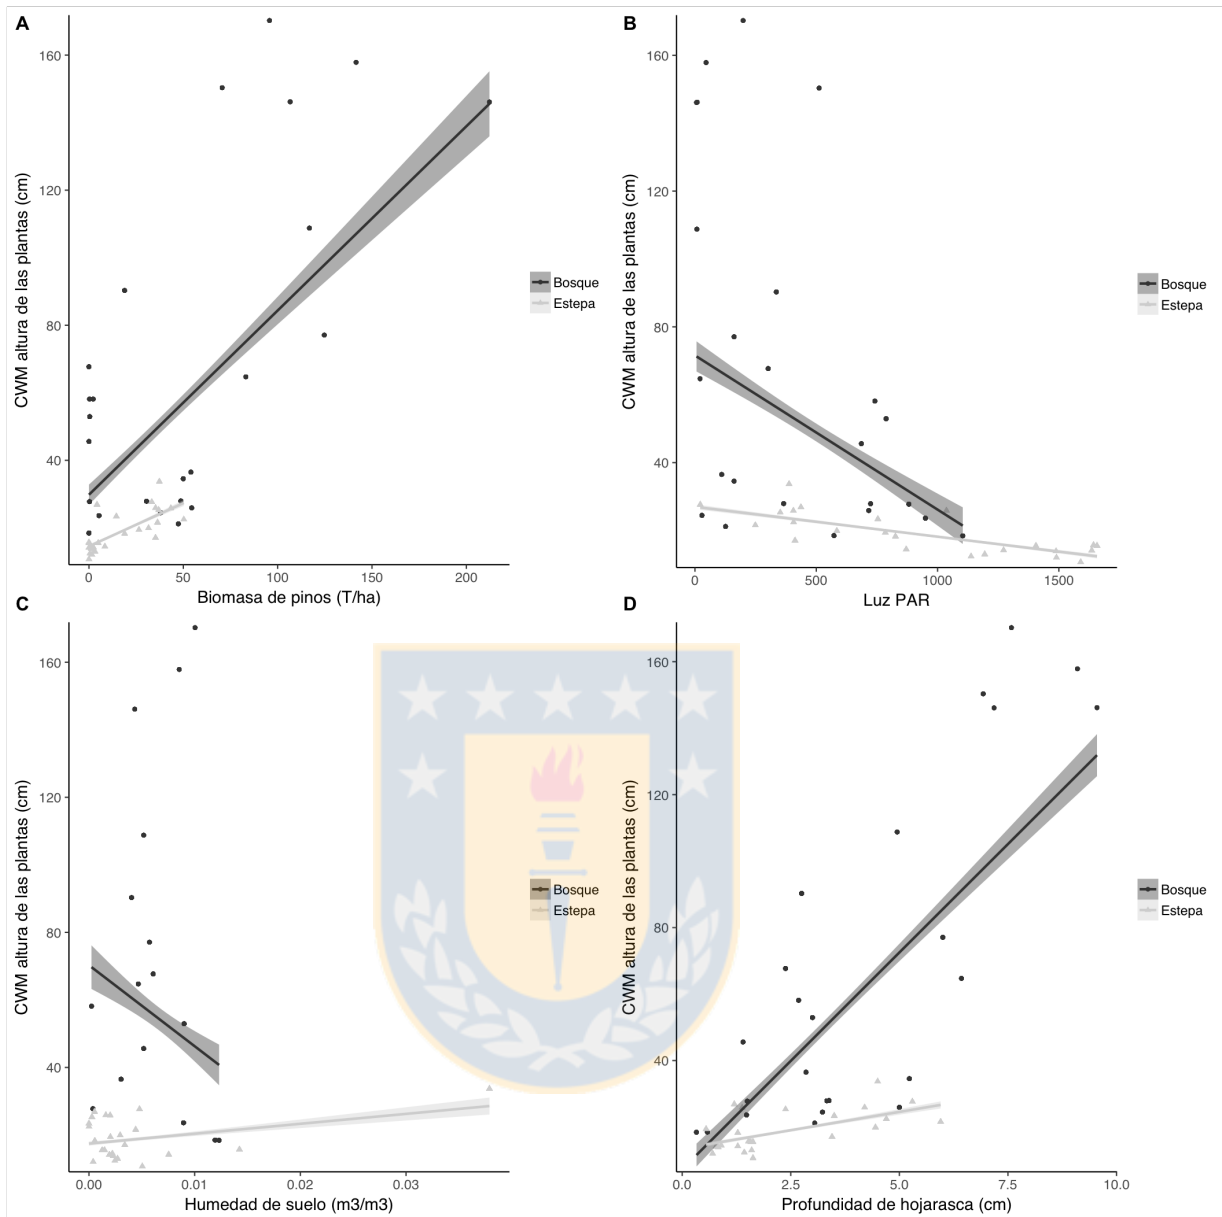 A
160
120
80
40
CWM altura de las plantas (cm)
0
50
100
150
200
Biomasa de pinos (T/ha)
Bosque
Estepa
B
160
120
80
40
CWM altura de las plantas (cm)
0
500
1000
1500
Luz PAR
Bosque
Estepa
C
160
120
80
40
CWM altura de las plantas (cm)
0.00
0.01
0.02
0.03
Humedad de suelo (m3/m3)
Bosque
Estepa
D
160
120
80
40
CWM altura de las plantas (cm)
0.0
2.5
5.0
7.5
10.0
Profundidad de hojarasca (cm)
Bosque
Estepa